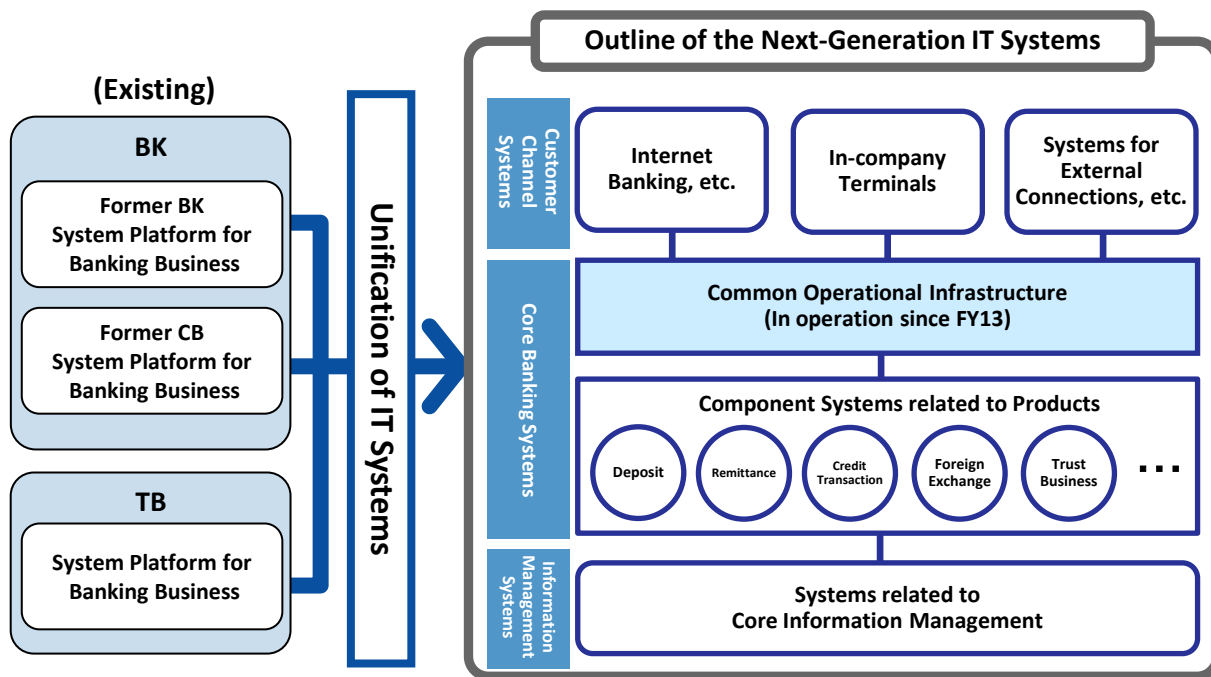 Outline of the Next-Generation IT Systems
(Existing)
BK
Former BK
System Platform for
Banking Business
Former CB
System Platform for
Banking Business
TB
System Platform for
Banking Business
Unification of IT Systems
Customer
Channel
Systems
Internet
Banking, etc.
In-company
Terminals
Systems for
External
Connections, etc.
Core Banking Systems
Common Operational Infrastructure
(In operation since FY13)
Component Systems related to Products
Deposit
Remittance
Credit
Transaction
Foreign
Exchange
Trust
Business
...
Information
Management
Systems
Systems related to
Core Information Management